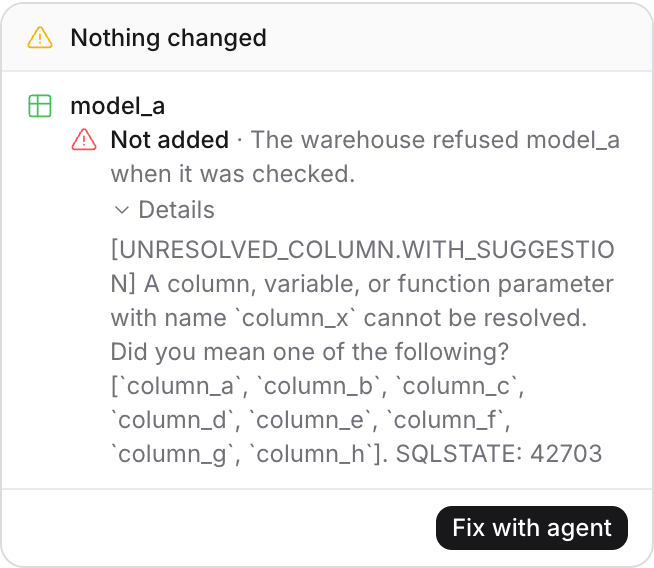 Nothing changed
model_a
Not added · The warehouse refused model_a
when it was checked.
Details
[UNRESOLVED_COLUMN.WITH_SUGGESTIO
N] A column, variable, or function parameter
with name `column_x` cannot be resolved.
Did you mean one of the following?
[`column_a`, `column_b`, `column_c`,
`column_d`, `column_e`, `column_f`,
`column_g`, `column_h`]. SQLSTATE: 42703
Fix with agent